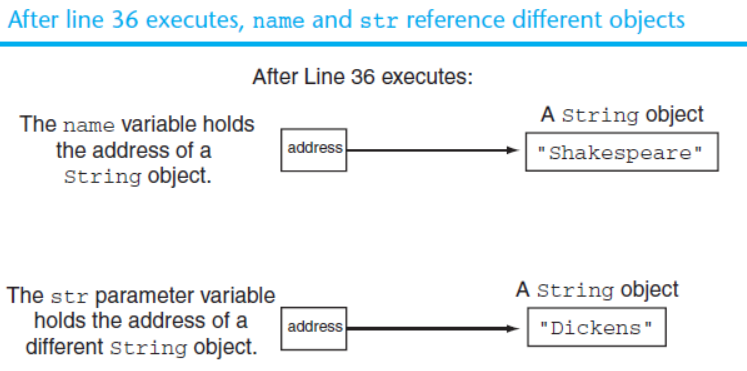 After line 36 executes, name and str reference different objects
After Line 36 executes:
The name variable holds
the address of a
String object.
address
A String object
"Shakespeare"
The str parameter variable
holds the address of a
different String object.
address
A String object
"Dickens"